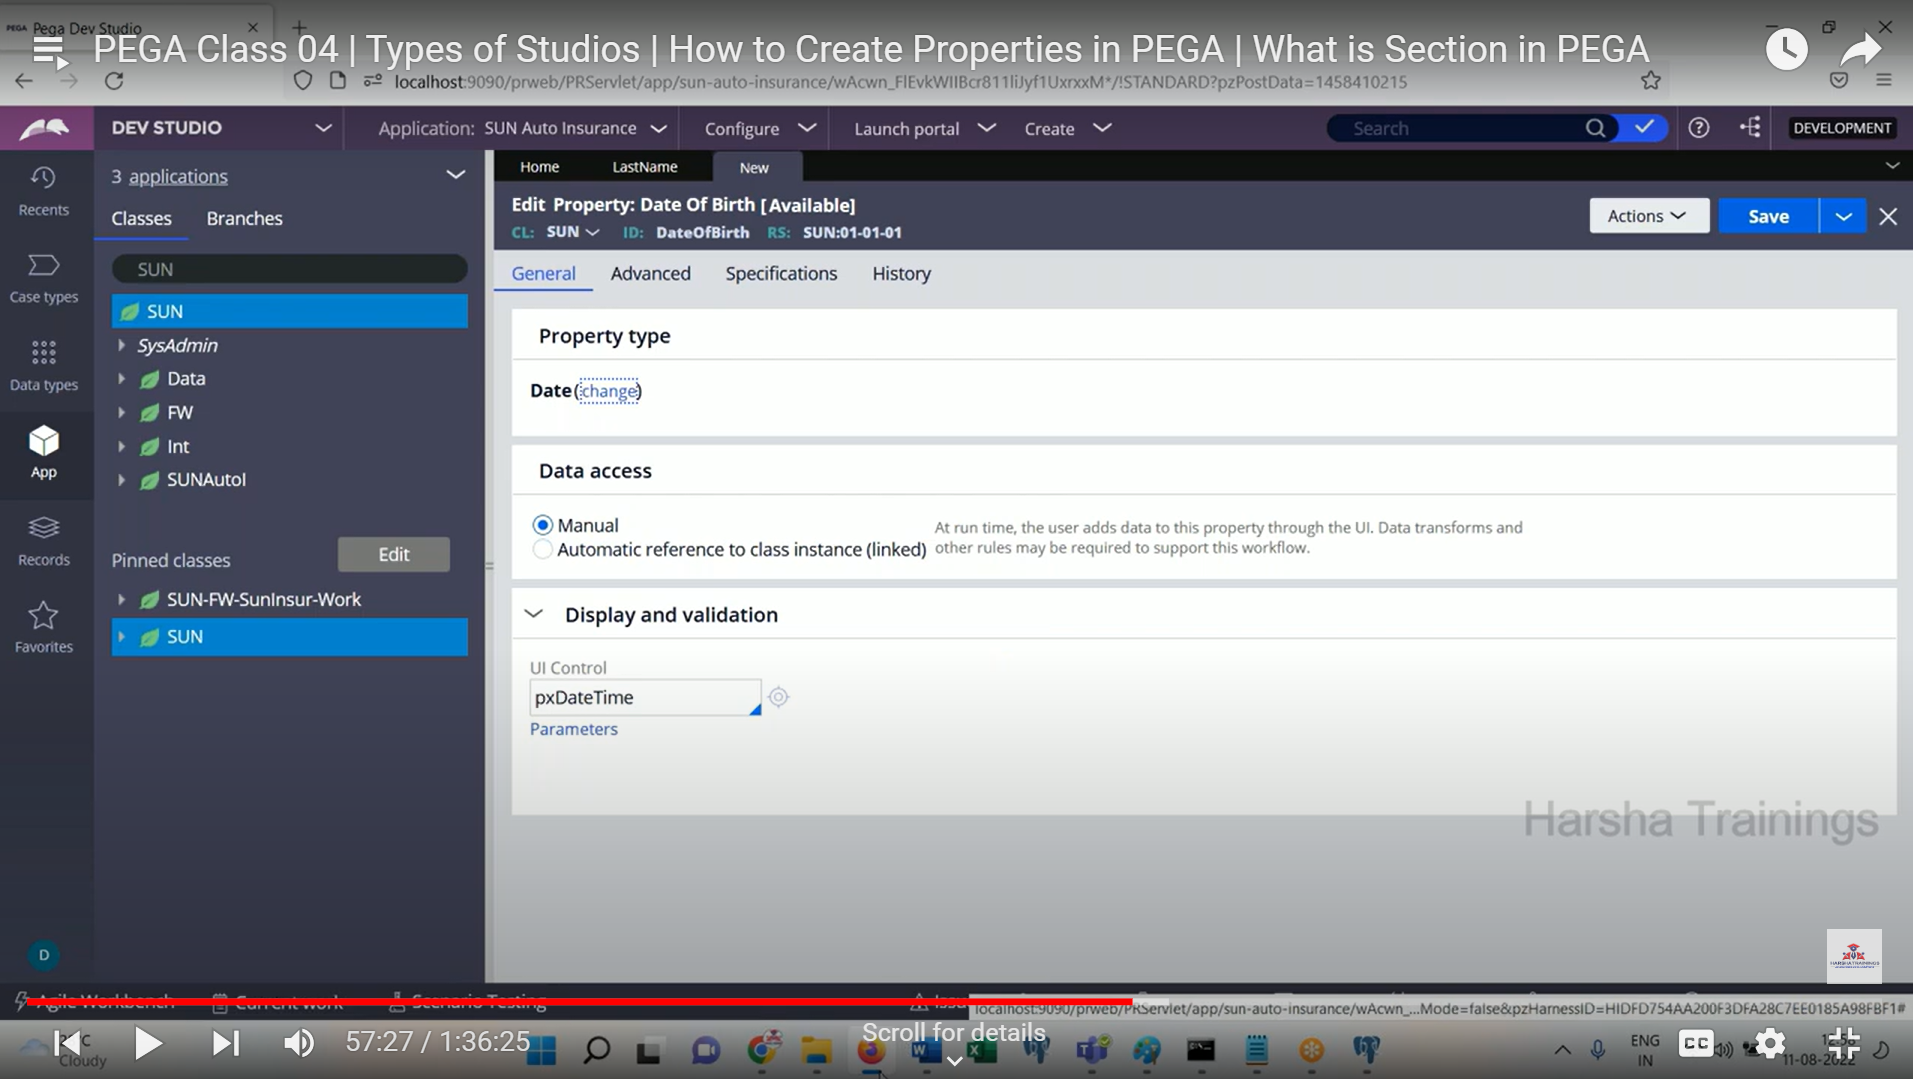 PEGA Pega Dev Studio
PEGA Class 04 | Types of Studios | How to Create Properties in PEGA | What is Section in PEGA
localhost:9090/prweb/PRServlet/app/sun-auto-insurance/
DEV STUDIO
Application: SUN Auto Insurance
Configure
Launch portal
Create
Search
DEVELOPMENT
Recents
Case types
Data types
App
Records
Favorites
D
3 applications
Classes Branches
SUN
SUN
SysAdmin
Data
FW
Int
SUNAutoI
Pinned classes Edit
SUN-FW-SunInsur-Work
SUN
Home LastName New
Edit Property: Date Of Birth [Available]
CL: SUN ID: DateOfBirth RS: SUN:01-01-01
Actions Save
General Advanced Specifications History
Property type
Date(change)
Data access
Manual
Automatic reference to class instance (linked)
At run time, the user adds data to this property through the UI. Data transforms and
other rules may be required to support this workflow.
Display and validation
UI Control
pxDateTime
Parameters
Harsha Trainings
HARSHA TRAININGS
Agile Workbench Current work Scenario Testing
localhost:9090/prweb/PRServlet/app/sun-auto-insurance/wAcwn_...Mode=false&pzHarnessID=HIDFD754AA200F3DFA28C7EE0185A98FBF1#
57:27 / 1:36:25
Scroll for details
Cloudy
ENG
IN
CC